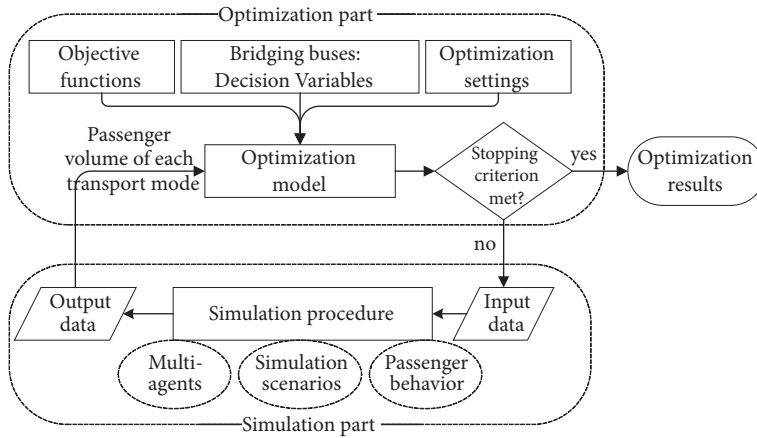 Optimization part
Objective
functions
Bridging buses:
Decision Variables
Optimization
settings
Passenger
volume of each
transport mode
Optimization
model
Stopping
criterion
met?
yes
Optimization
results
no
Output
data
Simulation procedure
Input
data
Multi-
agents
Simulation
scenarios
Passenger
behavior
Simulation part